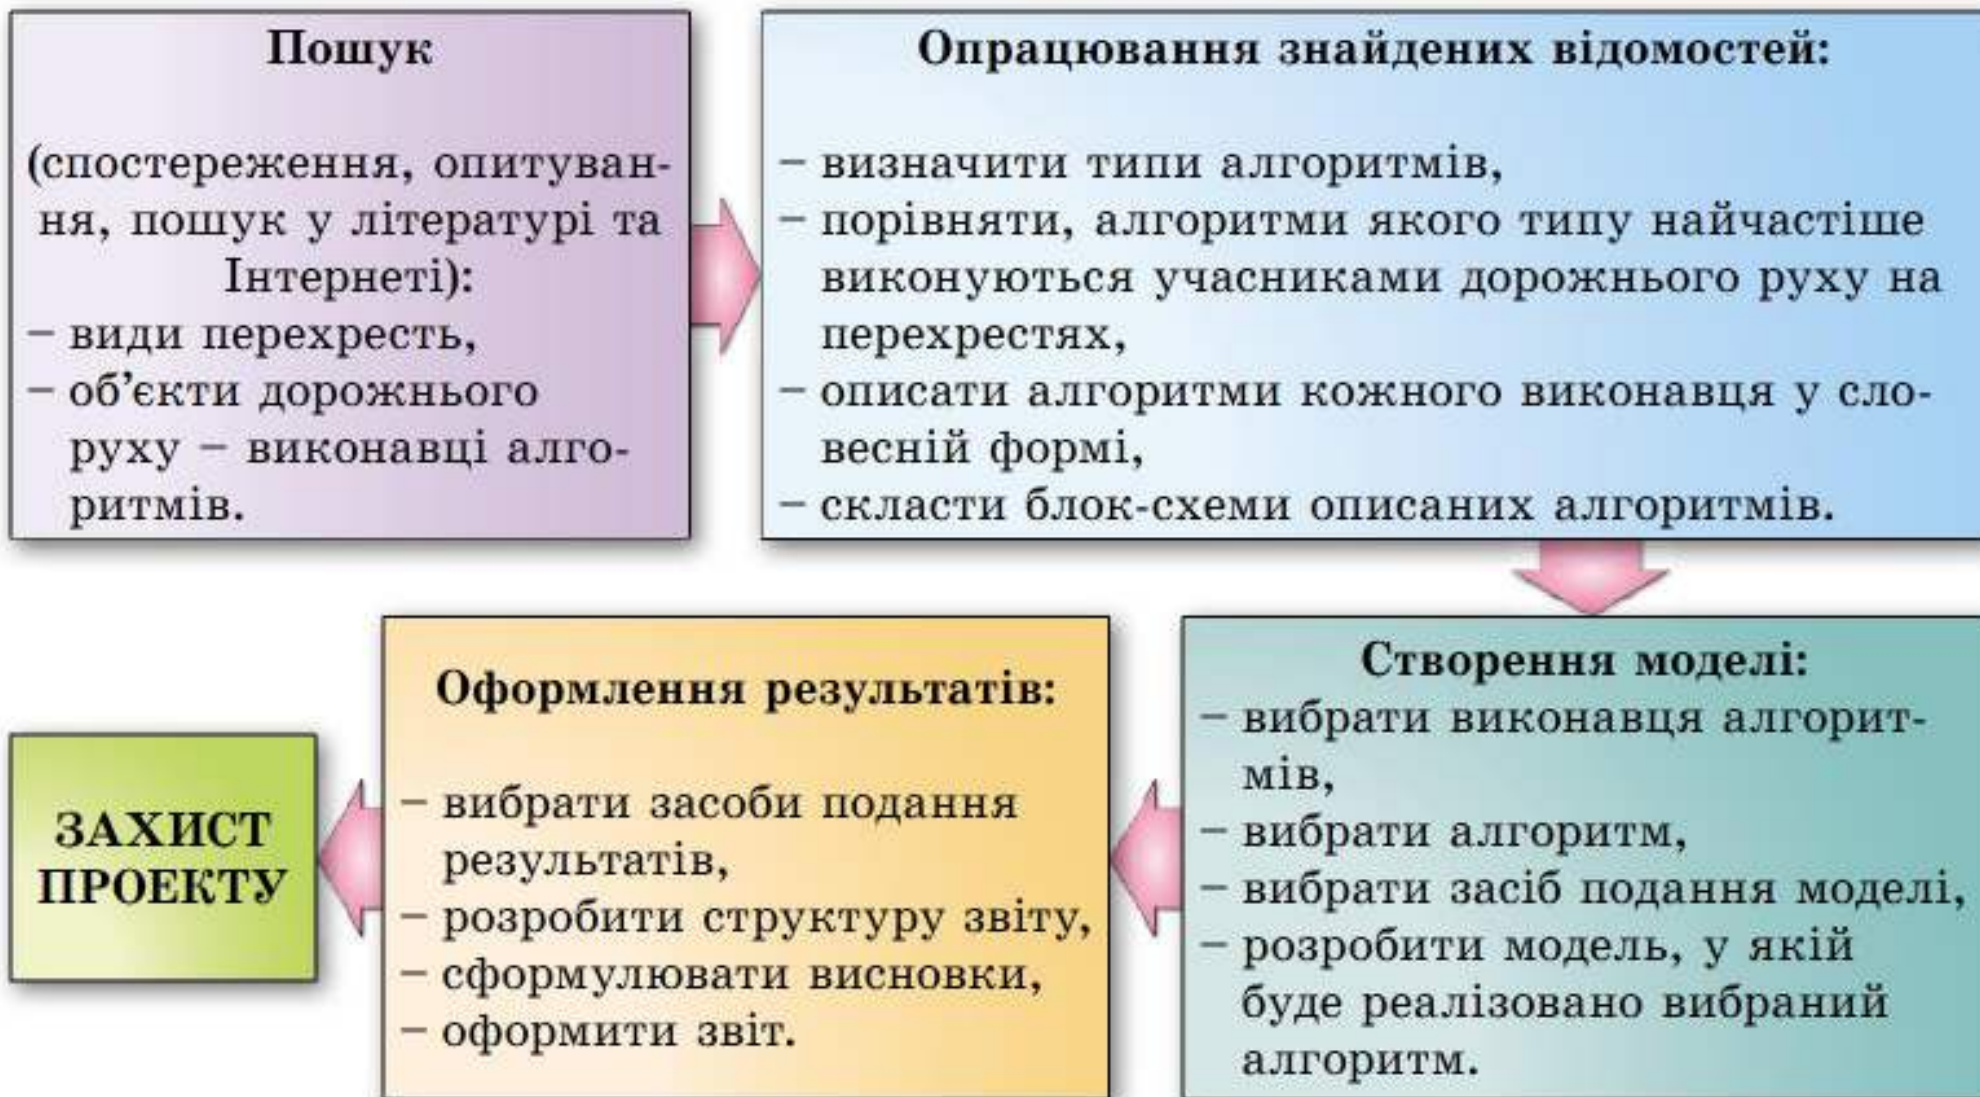 Пошук
(спостереження, опитуван-
ня, пошук у літературі та
Інтернеті):
– види перехресть,
– об’єкти дорожнього
руху – виконавці алго-
ритмів.
Опрацювання знайдених відомостей:
– визначити типи алгоритмів,
– порівняти, алгоритми якого типу найчастіше
виконуються учасниками дорожнього руху на
перехрестях,
– описати алгоритми кожного виконавця у сло-
весній формі,
– скласти блок-схеми описаних алгоритмів.
Створення моделі:
– вибрати виконавця алгорит-
мів,
– вибрати алгоритм,
– вибрати засіб подання моделі,
– розробити модель, у якій
буде реалізовано вибраний
алгоритм.
Оформлення результатів:
– вибрати засоби подання
результатів,
– розробити структуру звіту,
– сформулювати висновки,
– оформити звіт.
ЗАХИСТ
ПРОЕКТУ